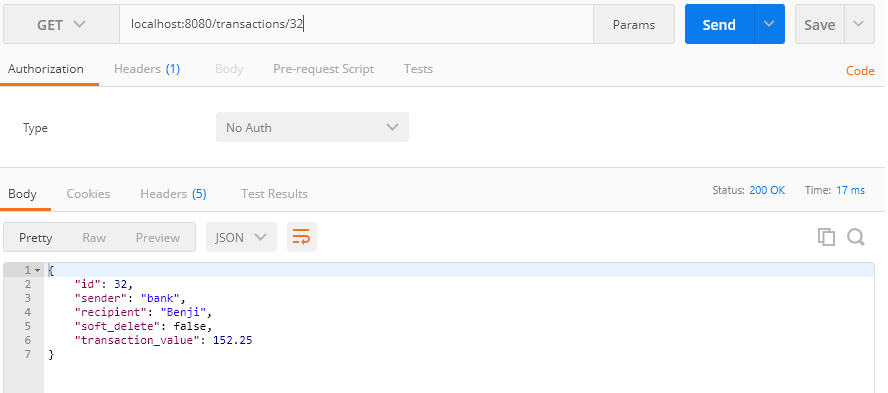 GET localhost:8080/transactions/32 Params Send Save
Authorization Headers (1) Body Pre-request Script Tests Code
Type No Auth
Body Cookies Headers (5) Test Results Status: 200 OK Time: 17 ms
Pretty Raw Preview JSON
1 {
2 "id": 32,
3 "sender": "bank",
4 "recipient": "Benji",
5 "soft_delete": false,
6 "transaction_value": 152.25
7 }